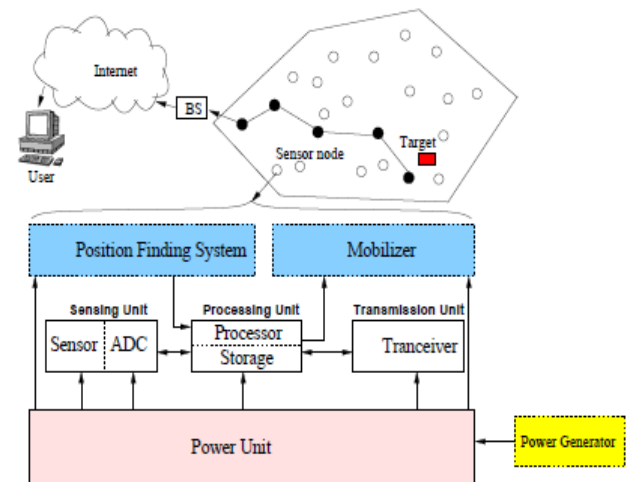 Internet
BS
Target
Sensor node
User
Position Finding System
Mobilizer
Sensing Unit
Processing Unit
Transmission Unit
Sensor
ADC
Processor
Storage
Tranceiver
Power Unit
Power Generator